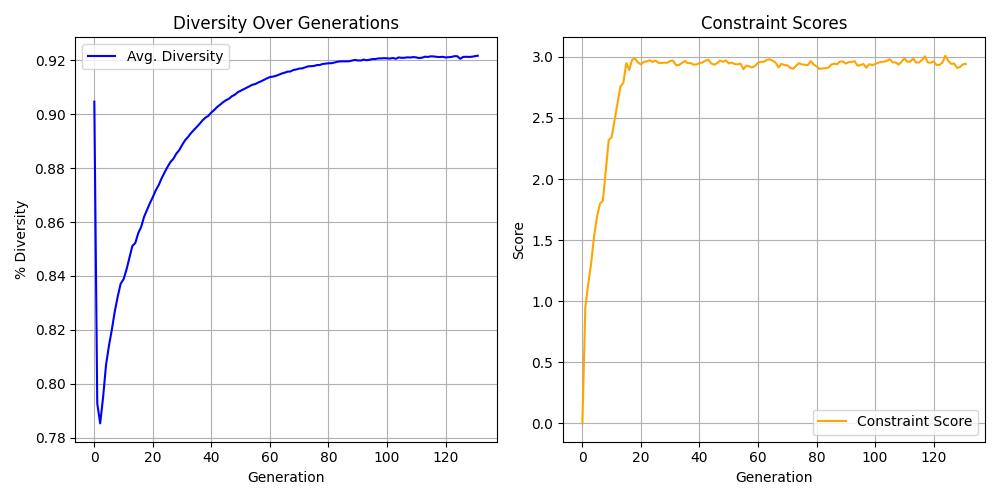 Diversity Over Generations
Avg. Diversity
% Diversity
0.92
0.90
0.88
0.86
0.84
0.82
0.80
0.78
0 20 40 60 80 100 120
Generation
Constraint Scores
Score
3.0
2.5
2.0
1.5
1.0
0.5
0.0
Constraint Score
0 20 40 60 80 100 120
Generation